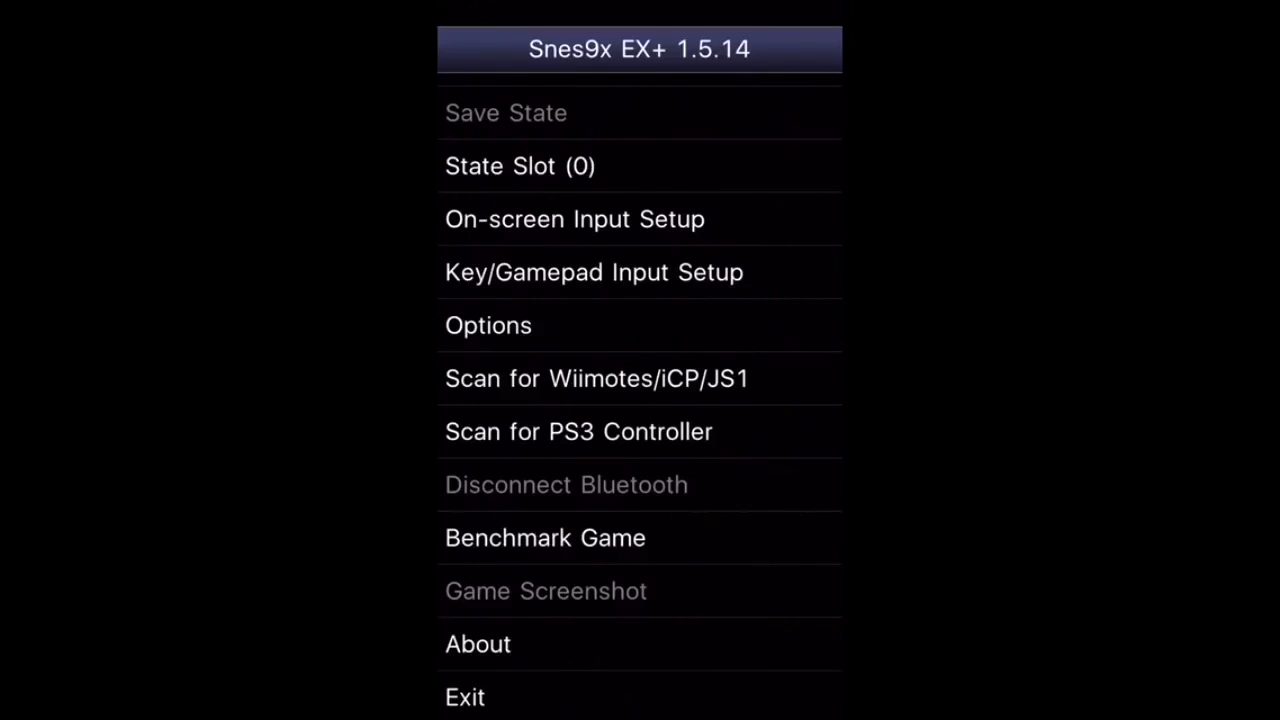 Snes9x EX+ 1.5.14
Save State
State Slot (0)
On-screen Input Setup
Key/Gamepad Input Setup
Options
Scan for Wiimotes/iCP/JS1
Scan for PS3 Controller
Disconnect Bluetooth
Benchmark Game
Game Screenshot
About
Exit